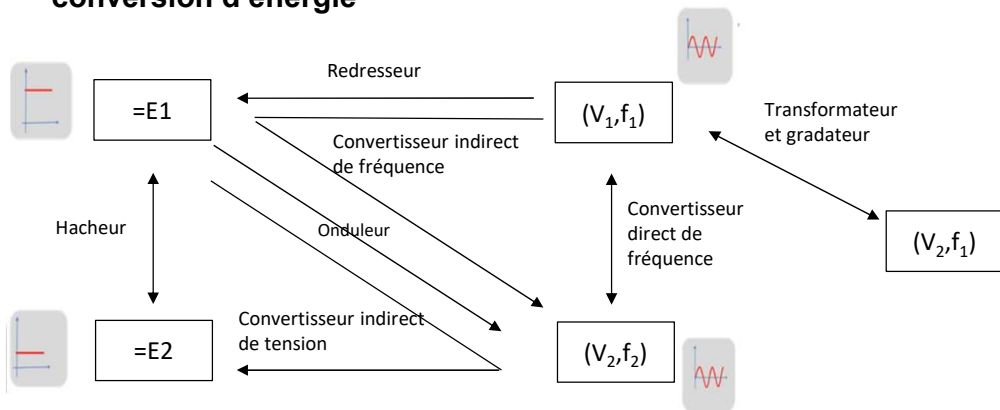 conversion d'énergie
Redresseur
=E1
(V₁,f₁)
Transformateur
et gradateur
Convertisseur indirect
de fréquence
Hacheur
Onduleur
Convertisseur
direct de
fréquence
(V₂,f₁)
Convertisseur indirect
de tension
=E2
(V₂,f₂)